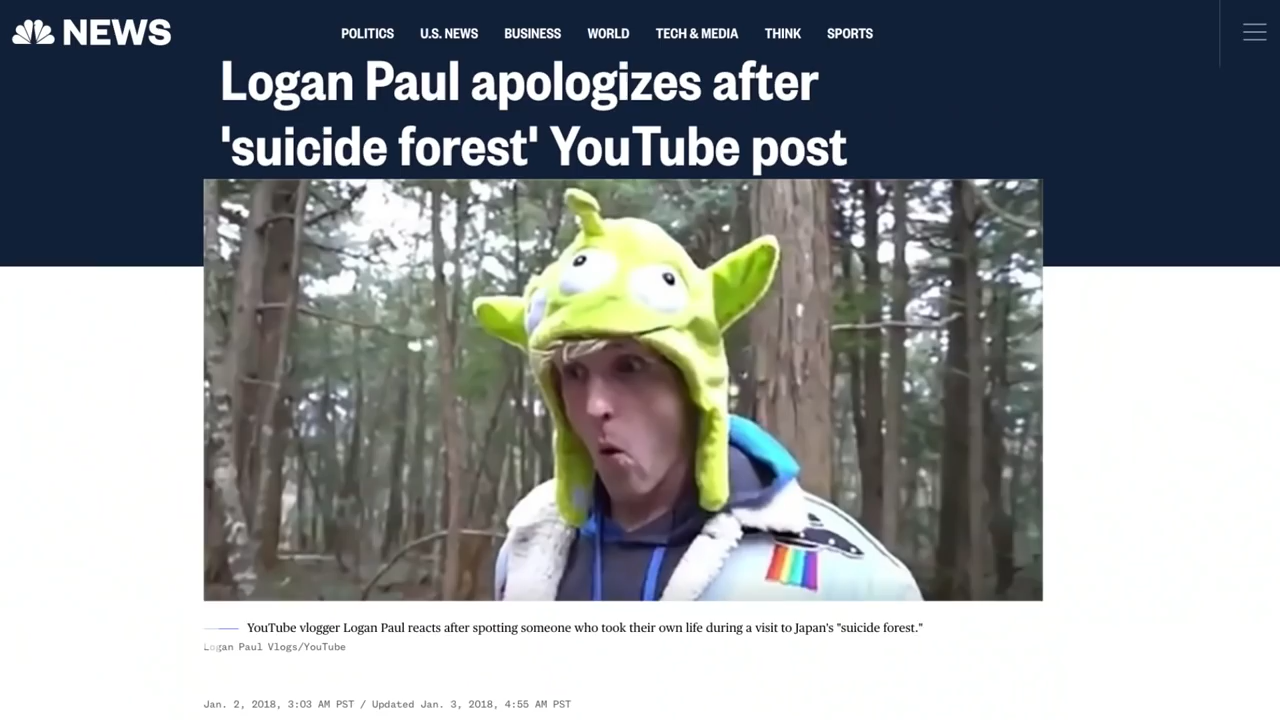 NEWS
POLITICS U.S. NEWS BUSINESS WORLD TECH & MEDIA THINK SPORTS
Logan Paul apologizes after
'suicide forest' YouTube post
YouTube vlogger Logan Paul reacts after spotting someone who took their own life during a visit to Japan's "suicide forest."
Logan Paul Vlogs/YouTube
Jan. 2, 2018, 3:03 AM PST / Updated Jan. 3, 2018, 4:55 AM PST